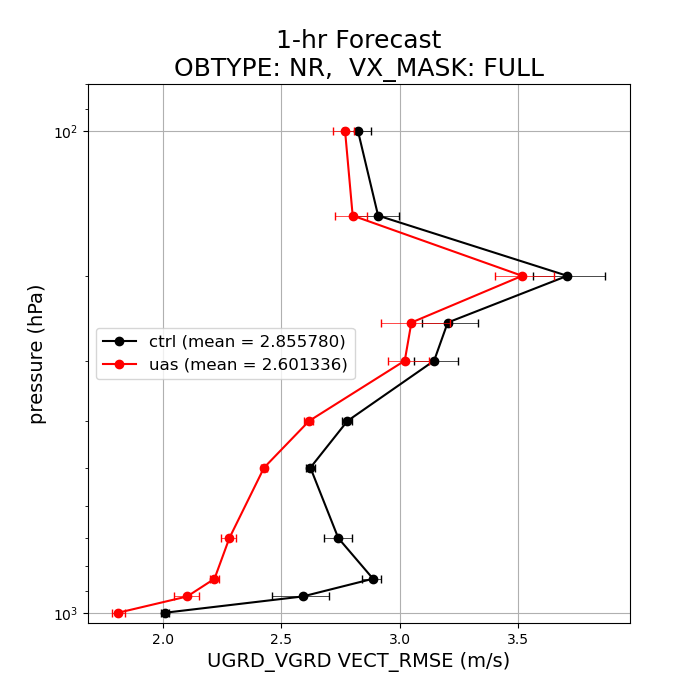 1-hr Forecast
OBTYPE: NR,  VX_MASK: FULL
10²
pressure (hPa)
ctrl (mean = 2.855780)
uas (mean = 2.601336)
10³
2.0 2.5 3.0 3.5
UGRD_VGRD VECT_RMSE (m/s)